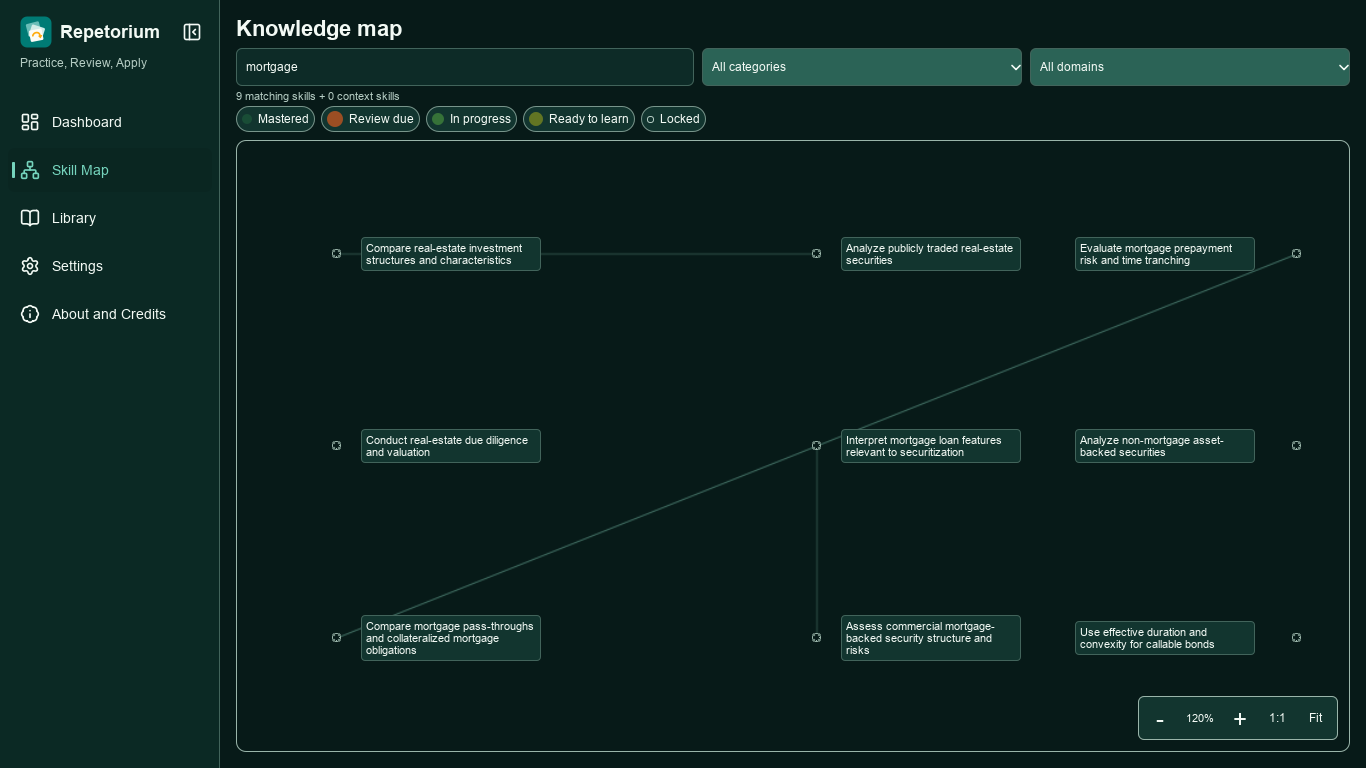 Repetorium
Practice, Review, Apply
Dashboard
Skill Map
Library
Settings
About and Credits
Knowledge map
mortgage
All categories
All domains
9 matching skills + 0 context skills
Mastered
Review due
In progress
Ready to learn
Locked
Compare real-estate investment
structures and characteristics
Analyze publicly traded real-estate
securities
Evaluate mortgage prepayment
risk and time tranching
Conduct real-estate due diligence
and valuation
Interpret mortgage loan features
relevant to securitization
Analyze non-mortgage asset-
backed securities
Compare mortgage pass-throughs
and collateralized mortgage
obligations
Assess commercial mortgage-
backed security structure and
risks
Use effective duration and
convexity for callable bonds
- 120% + 1:1 Fit